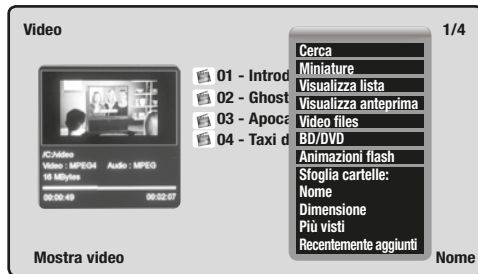 Video
1/4
01 - Introd
02 - Ghost
03 - Apoca
04 - Taxi d
/C:/video
Video : MPEG4 Audio : MPEG
16 MBytes
00:00:49 00:02:07
Cerca
Miniature
Visualizza lista
Visualizza anteprima
Video files
BD/DVD
Animazioni flash
Sfoglia cartelle:
Nome
Dimensione
Più visti
Recentemente aggiunti
Mostra video
Nome